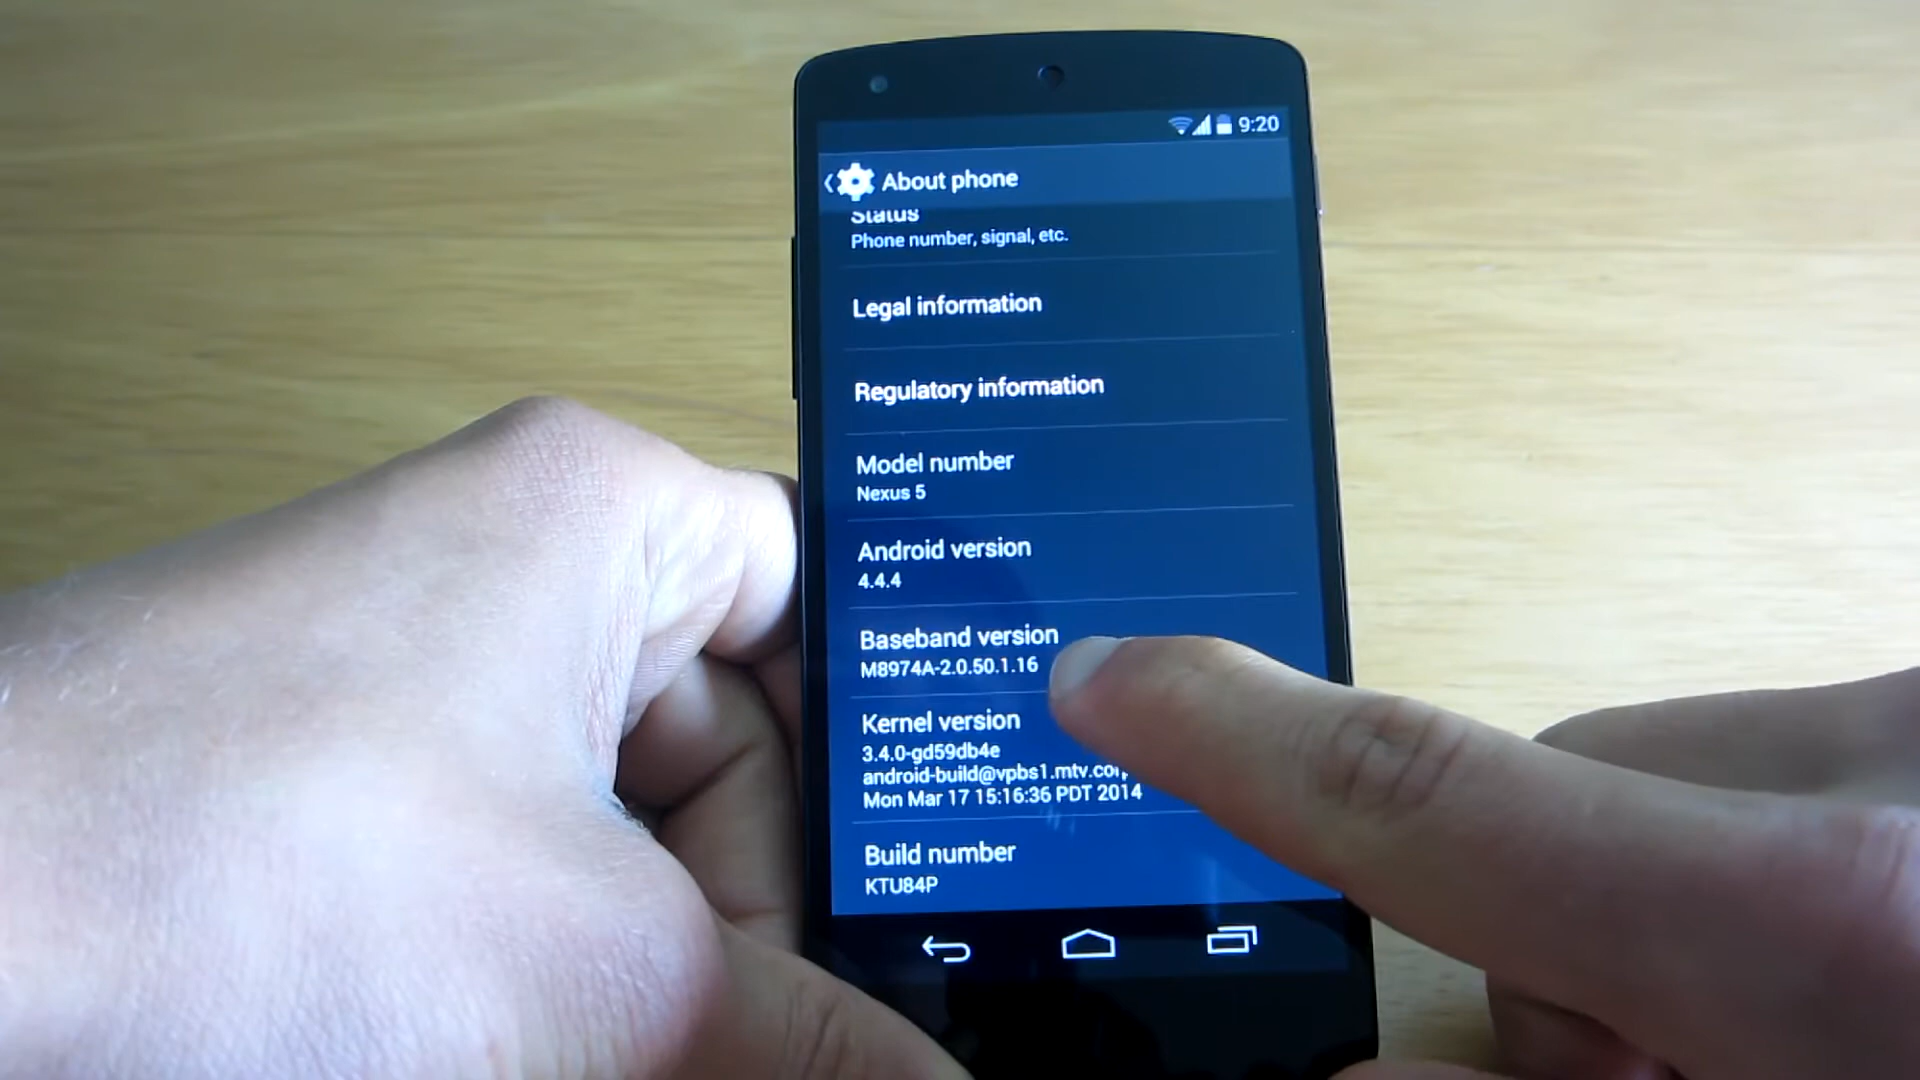 9:20
About phone
Status
Phone number, signal, etc.
Legal information
Regulatory information
Model number
Nexus 5
Android version
4.4.4
Baseband version
M8974A-2.0.50.1.16
Kernel version
3.4.0-gd59db4e
android-build@vpbs1.mtv.cor
Mon Mar 17 15:16:36 PDT 2014
Build number
KTU84P